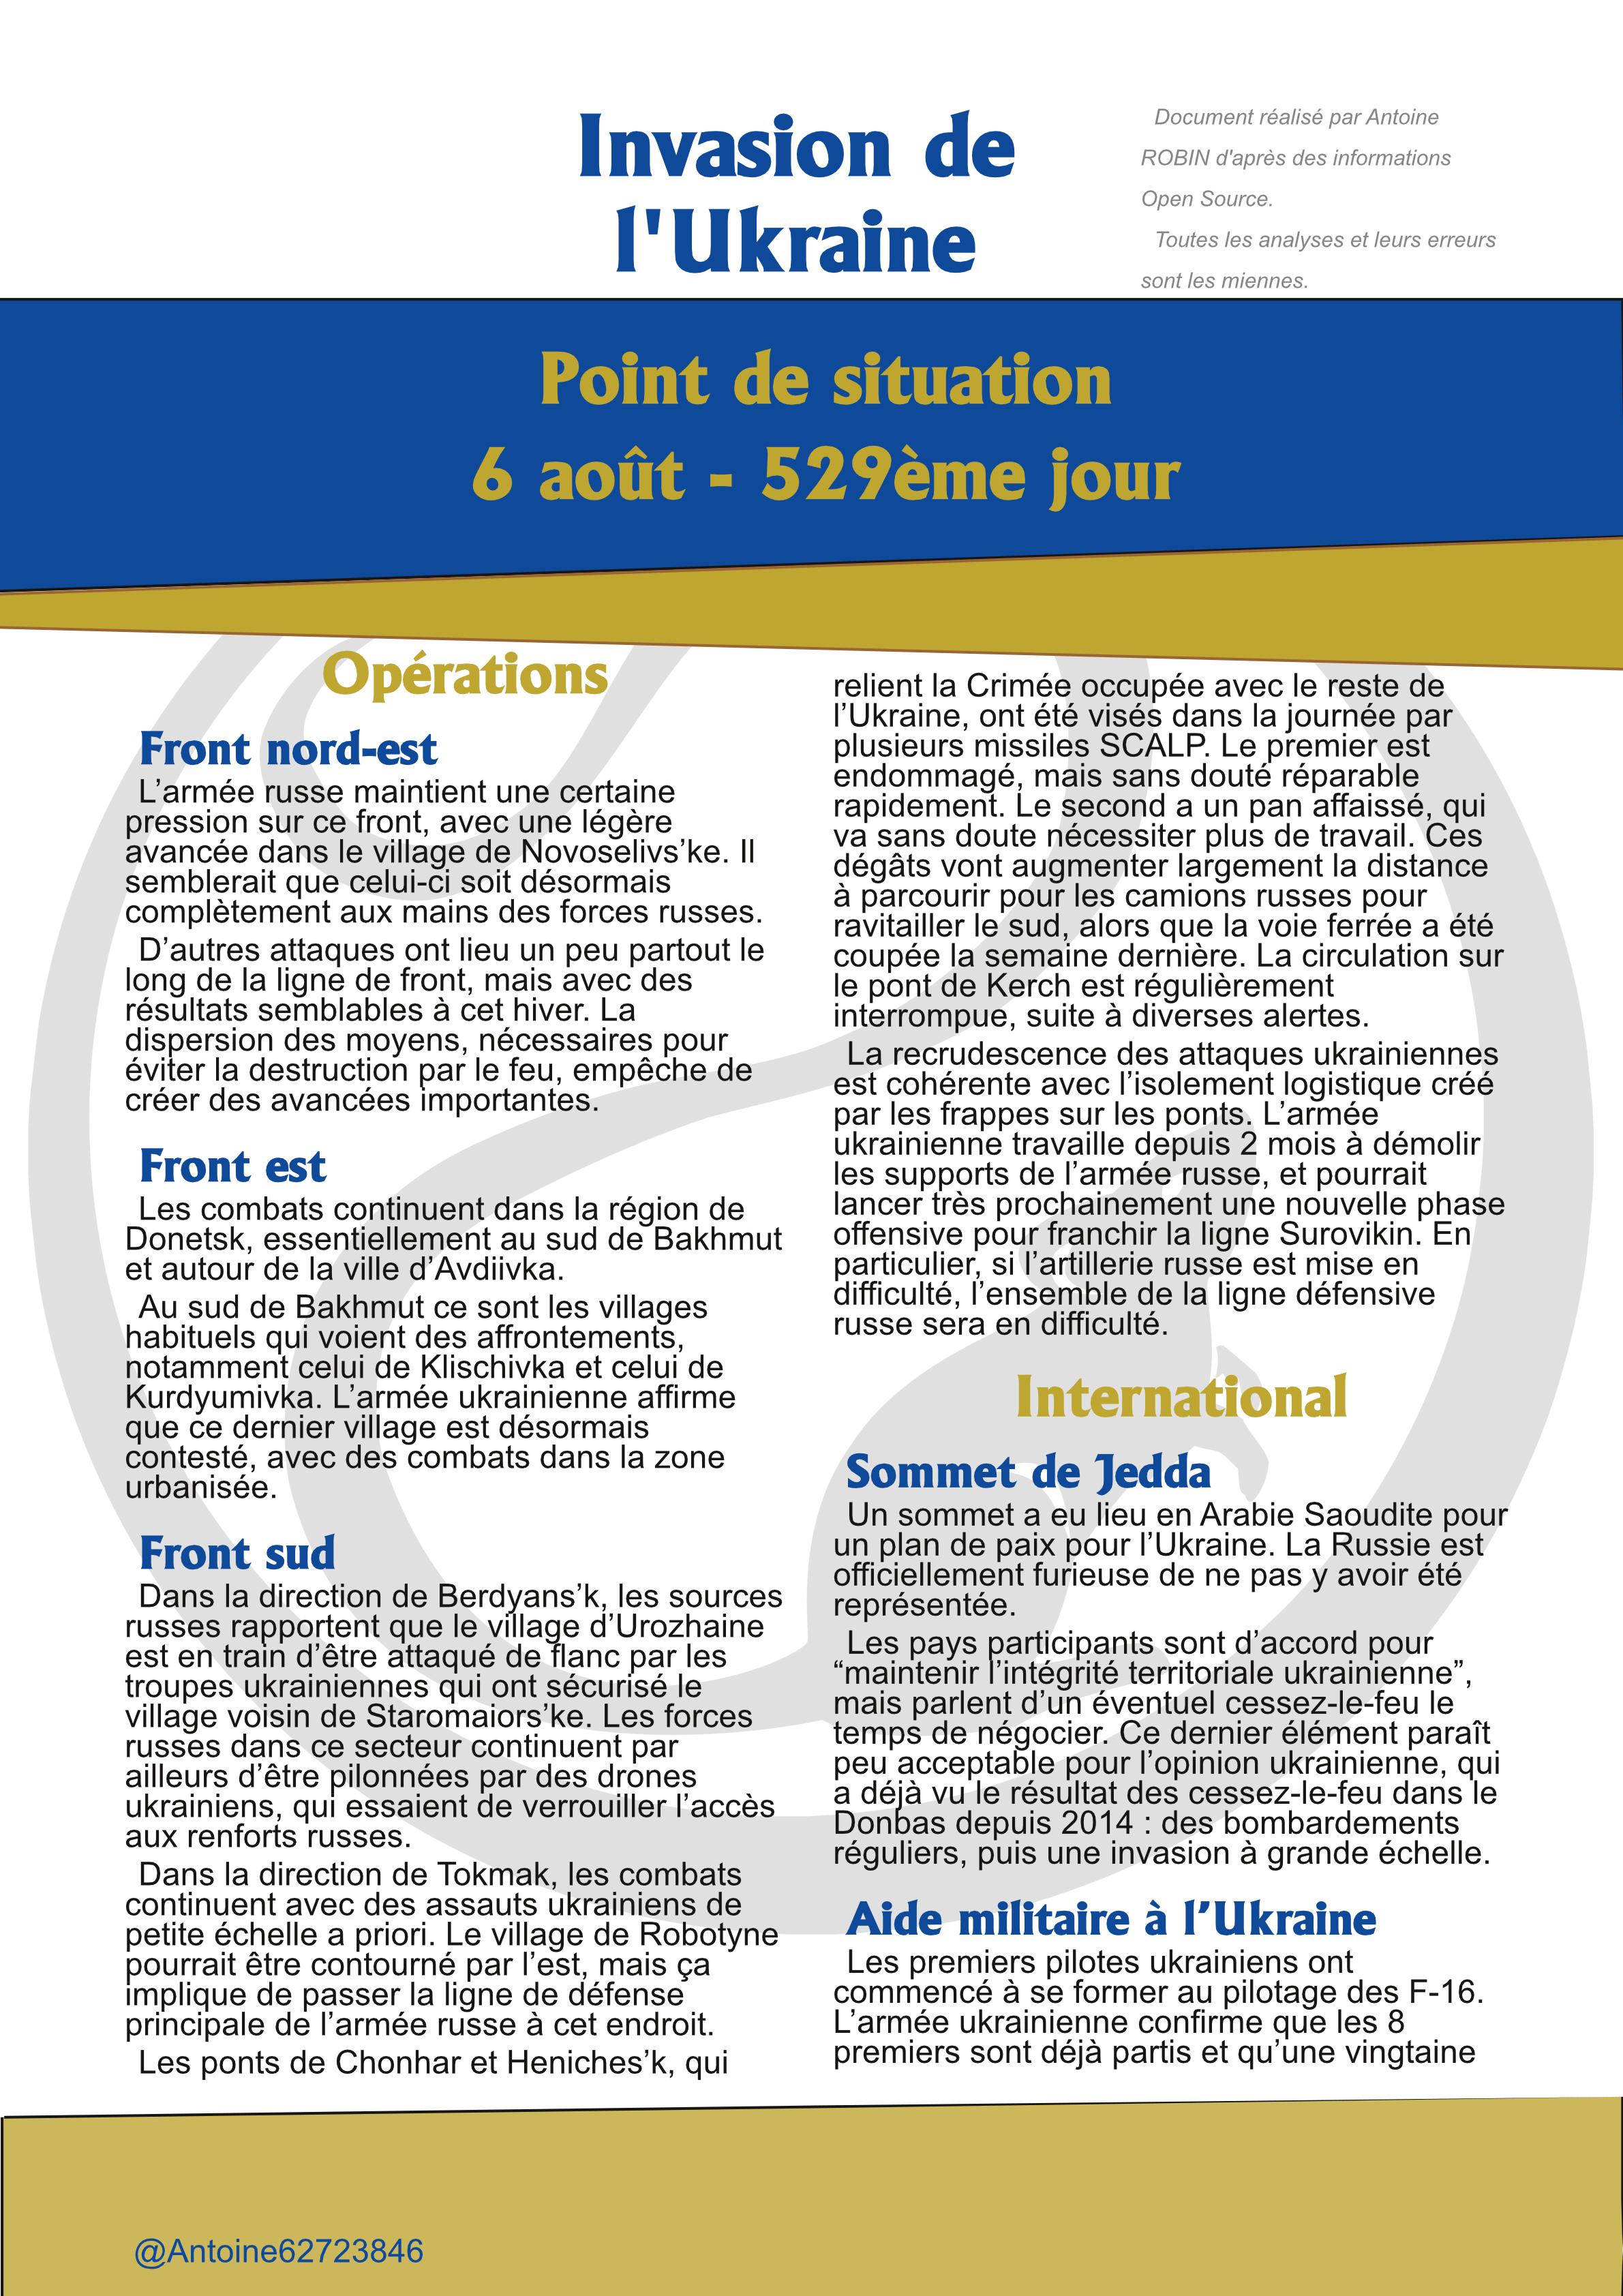 Invasion de
l'Ukraine
Document réalisé par Antoine
ROBIN d'après des informations
Open Source.
Toutes les analyses et leurs erreurs
sont les miennes.
Point de situation
6 août - 529ème jour
Opérations
Front nord-est
L’armée russe maintient une certaine
pression sur ce front, avec une légère
avancée dans le village de Novoselivs’ke. Il
semblerait que celui-ci soit désormais
complètement aux mains des forces russes.
D’autres attaques ont lieu un peu partout le
long de la ligne de front, mais avec des
résultats semblables à cet hiver. La
dispersion des moyens, nécessaires pour
éviter la destruction par le feu, empêche de
créer des avancées importantes.
Front est
Les combats continuent dans la région de
Donetsk, essentiellement au sud de Bakhmut
et autour de la ville d’Avdiivka.
Au sud de Bakhmut ce sont les villages
habituels qui voient des affrontements,
notamment celui de Klischivka et celui de
Kurdyumivka. L’armée ukrainienne affirme
que ce dernier village est désormais
contesté, avec des combats dans la zone
urbanisée.
Front sud
Dans la direction de Berdyans’k, les sources
russes rapportent que le village d’Urozhaine
est en train d’être attaqué de flanc par les
troupes ukrainiennes qui ont sécurisé le
village voisin de Staromaiors’ke. Les forces
russes dans ce secteur continuent par
ailleurs d’être pilonnées par des drones
ukrainiens, qui essaient de verrouiller l’accès
aux renforts russes.
Dans la direction de Tokmak, les combats
continuent avec des assauts ukrainiens de
petite échelle a priori. Le village de Robotyne
pourrait être contourné par l’est, mais ça
implique de passer la ligne de défense
principale de l’armée russe à cet endroit.
Les ponts de Chonhar et Heniches’k, qui
relient la Crimée occupée avec le reste de
l’Ukraine, ont été visés dans la journée par
plusieurs missiles SCALP. Le premier est
endommagé, mais sans douté réparable
rapidement. Le second a un pan affaissé, qui
va sans doute nécessiter plus de travail. Ces
dégâts vont augmenter largement la distance
à parcourir pour les camions russes pour
ravitailler le sud, alors que la voie ferrée a été
coupée la semaine dernière. La circulation sur
le pont de Kerch est régulièrement
interrompue, suite à diverses alertes.
La recrudescence des attaques ukrainiennes
est cohérente avec l’isolement logistique créé
par les frappes sur les ponts. L’armée
ukrainienne travaille depuis 2 mois à démolir
les supports de l’armée russe, et pourrait
lancer très prochainement une nouvelle phase
offensive pour franchir la ligne Surovikin. En
particulier, si l’artillerie russe est mise en
difficulté, l’ensemble de la ligne défensive
russe sera en difficulté.
International
Sommet de Jedda
Un sommet a eu lieu en Arabie Saoudite pour
un plan de paix pour l’Ukraine. La Russie est
officiellement furieuse de ne pas y avoir été
représentée.
Les pays participants sont d’accord pour
“maintenir l’intégrité territoriale ukrainienne”,
mais parlent d’un éventuel cessez-le-feu le
temps de négocier. Ce dernier élément paraît
peu acceptable pour l’opinion ukrainienne, qui
a déjà vu le résultat des cessez-le-feu dans le
Donbas depuis 2014 : des bombardements
réguliers, puis une invasion à grande échelle.
Aide militaire à l’Ukraine
Les premiers pilotes ukrainiens ont
commencé à se former au pilotage des F-16.
L’armée ukrainienne confirme que les 8
premiers sont déjà partis et qu’une vingtaine
@Antoine62723846